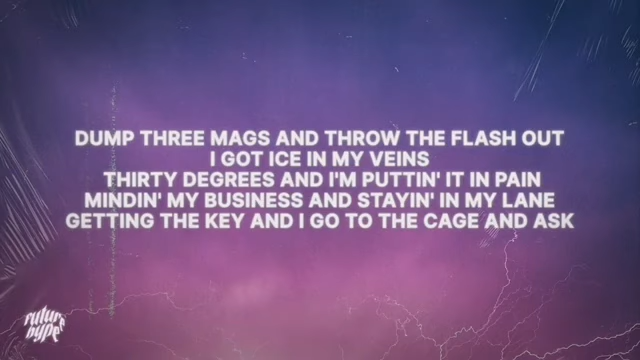 DUMP THREE MAGS AND THROW THE FLASH OUT
I GOT ICE IN MY VEINS
THIRTY DEGREES AND I'M PUTTIN' IT IN PAIN
MINDIN' MY BUSINESS AND STAYIN' IN MY LANE
GETTING THE KEY AND I GO TO THE CAGE AND ASK
future
hype